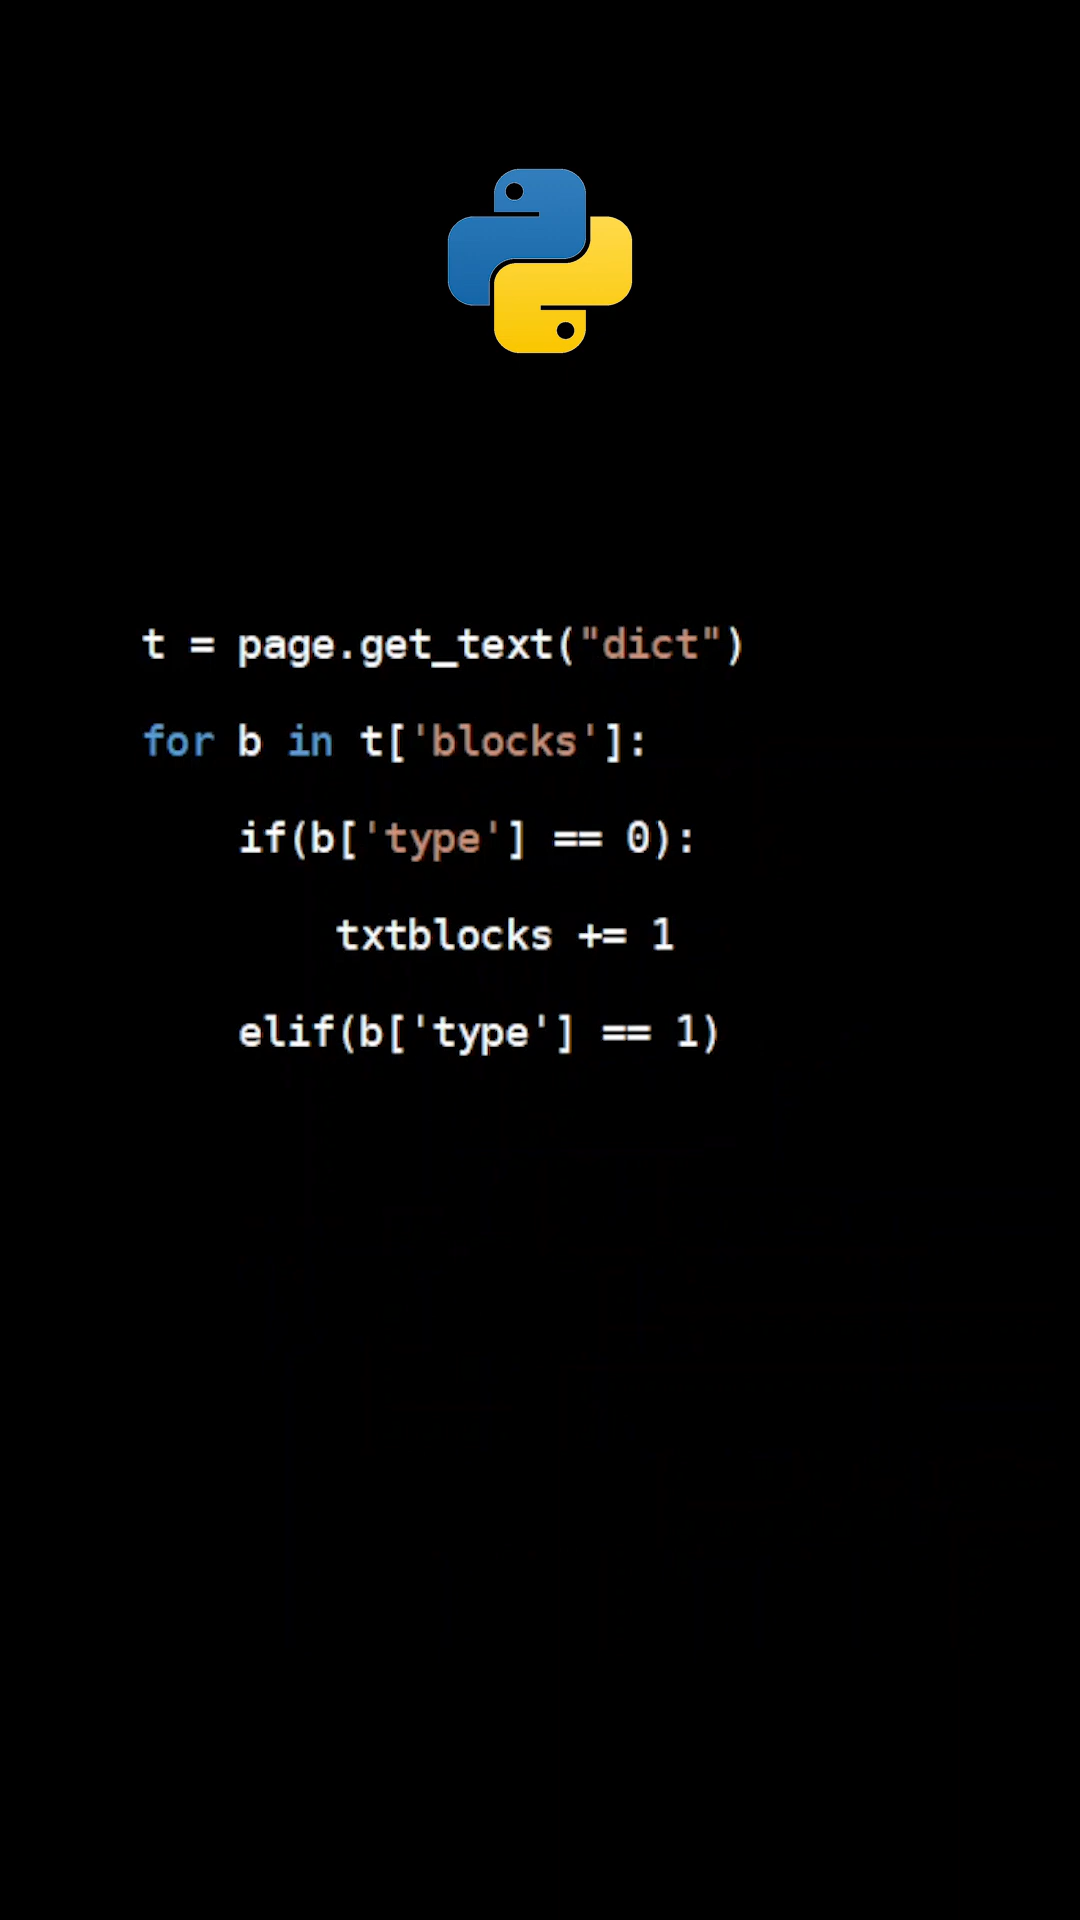 t = page.get_text("dict")
for b in t['blocks']:
    if(b['type'] == 0):
        txtblocks += 1
    elif(b['type'] == 1)